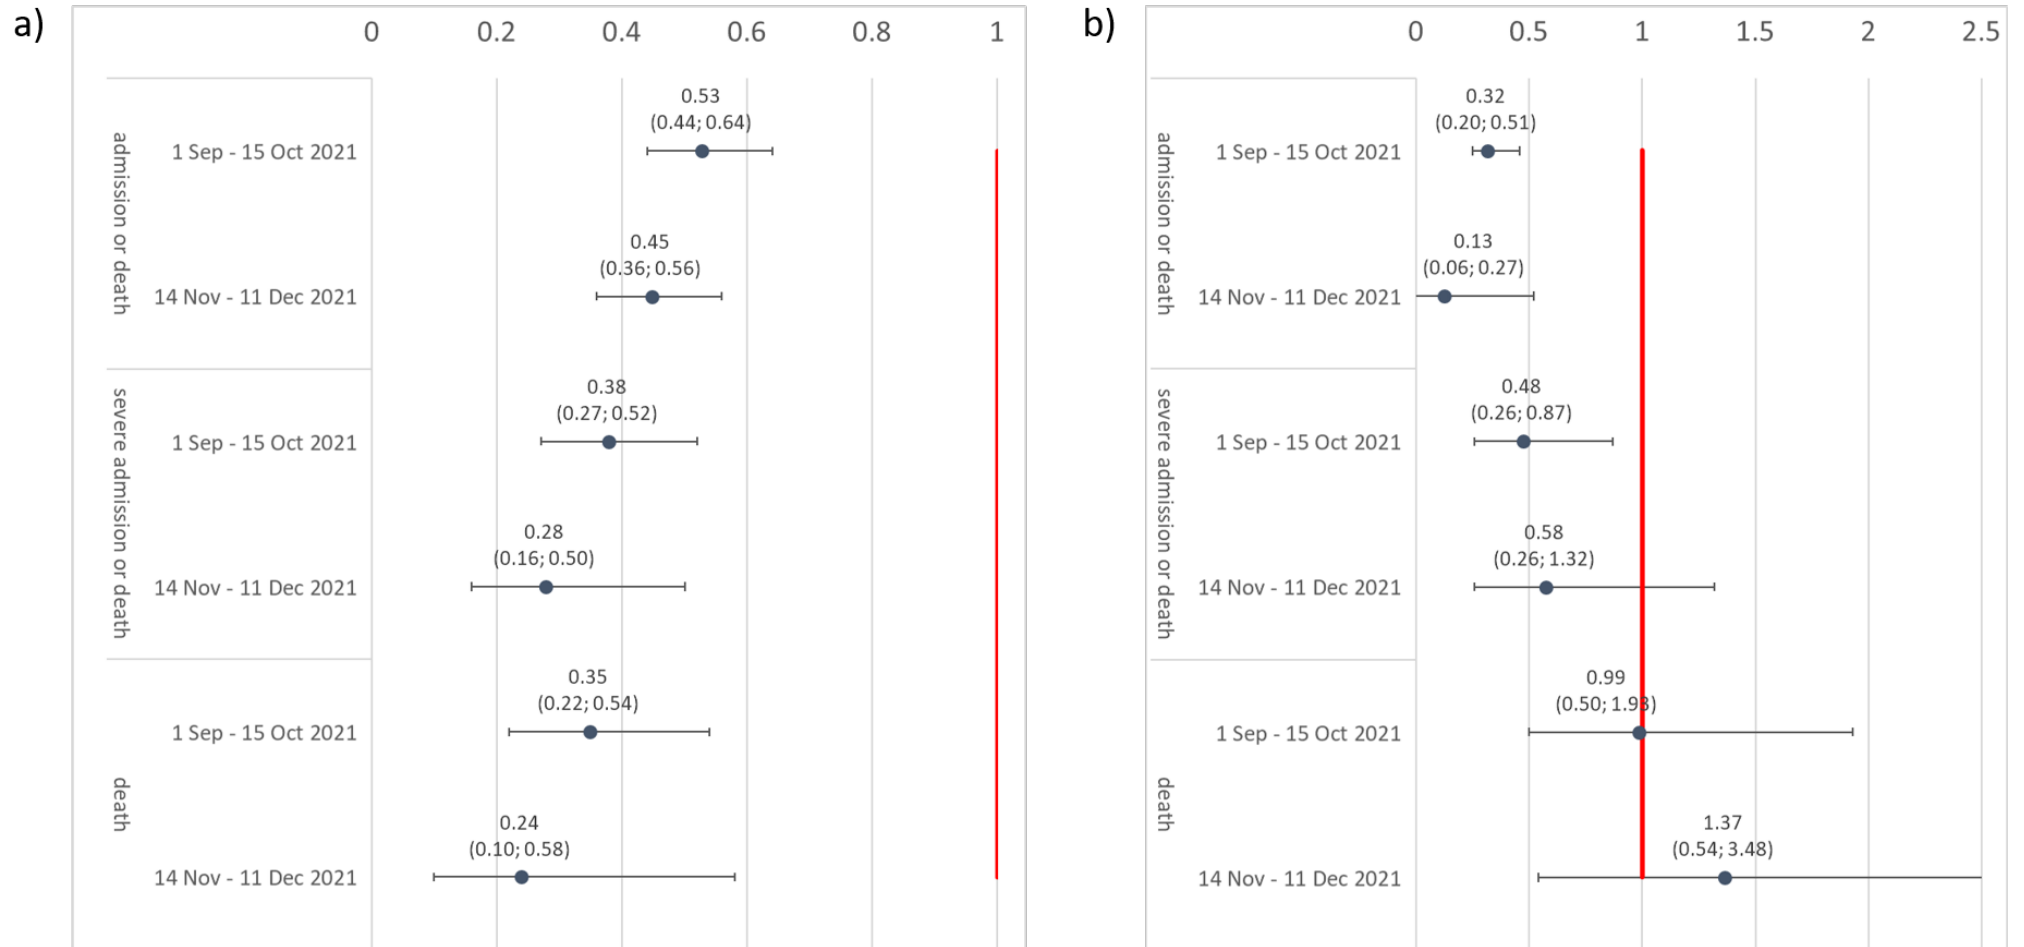 a)
0 0.2 0.4 0.6 0.8 1
admission or death
0.53
(0.44; 0.64)
1 Sep - 15 Oct 2021
0.45
(0.36; 0.56)
14 Nov - 11 Dec 2021
severe admission or death
0.38
(0.27; 0.52)
1 Sep - 15 Oct 2021
0.28
(0.16; 0.50)
14 Nov - 11 Dec 2021
death
0.35
(0.22; 0.54)
1 Sep - 15 Oct 2021
0.24
(0.10; 0.58)
14 Nov - 11 Dec 2021
b)
0 0.5 1 1.5 2 2.5
admission or death
0.32
(0.20; 0.51)
1 Sep - 15 Oct 2021
0.13
(0.06; 0.27)
14 Nov - 11 Dec 2021
severe admission or death
0.48
(0.26; 0.87)
1 Sep - 15 Oct 2021
0.58
(0.26; 1.32)
14 Nov - 11 Dec 2021
death
0.99
(0.50; 1.93)
1 Sep - 15 Oct 2021
1.37
(0.54; 3.48)
14 Nov - 11 Dec 2021